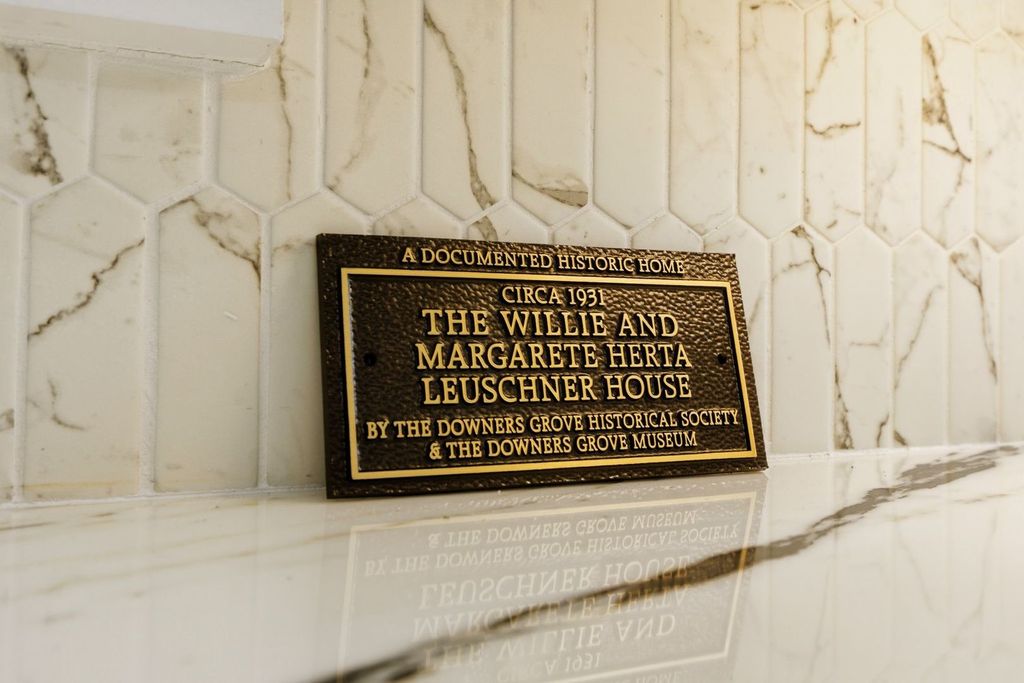 A DOCUMENTED HISTORIC HOME
CIRCA 1931
THE WILLIE AND
MARGARETE HERTA
LEUSCHNER HOUSE
BY THE DOWNERS GROVE HISTORICAL SOCIETY
& THE DOWNERS GROVE MUSEUM